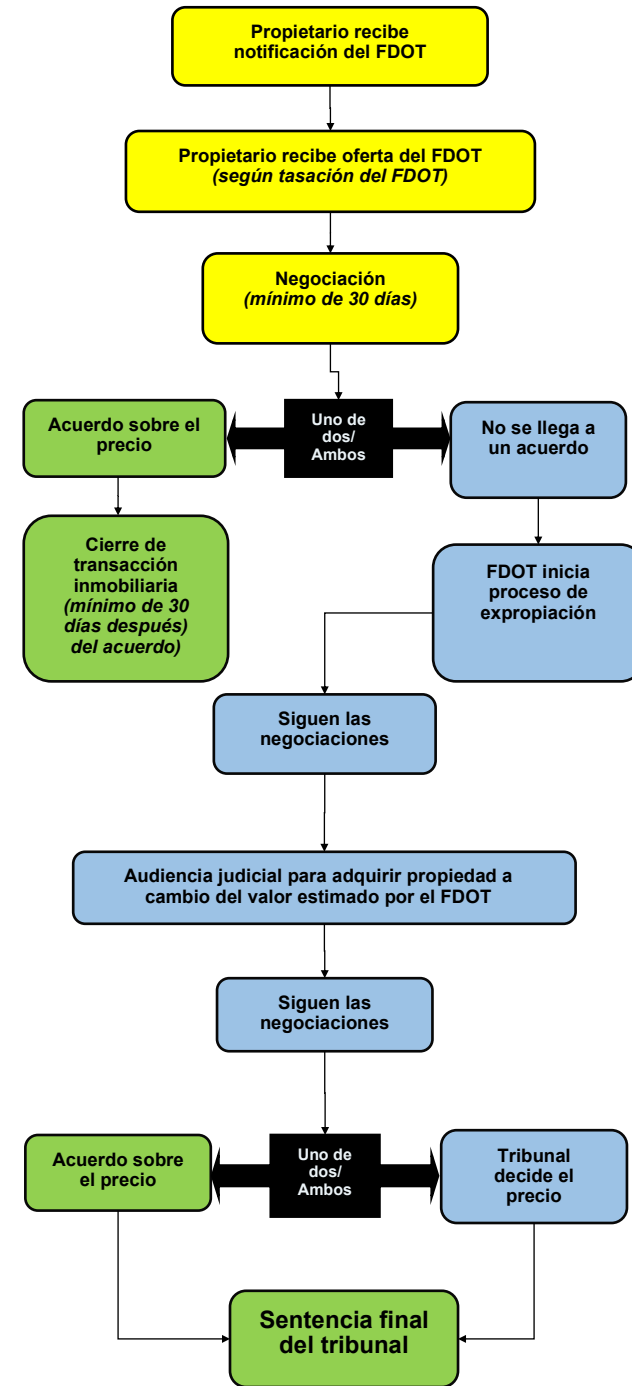 Propietario recibe
notificación del FDOT
Propietario recibe oferta del FDOT
(según tasación del FDOT)
Negociación
(mínimo de 30 días)
Acuerdo sobre el
precio
Uno de
dos/
Ambos
No se llega a
un acuerdo
Cierre de
transacción
inmobiliaria
(mínimo de 30
días después)
del acuerdo)
FDOT inicia
proceso de
expropiación
Siguen las
negociaciones
Audiencia judicial para adquirir propiedad a
cambio del valor estimado por el FDOT
Siguen las
negociaciones
Acuerdo sobre
el precio
Uno de
dos/
Ambos
Tribunal
decide el
precio
Sentencia final
del tribunal